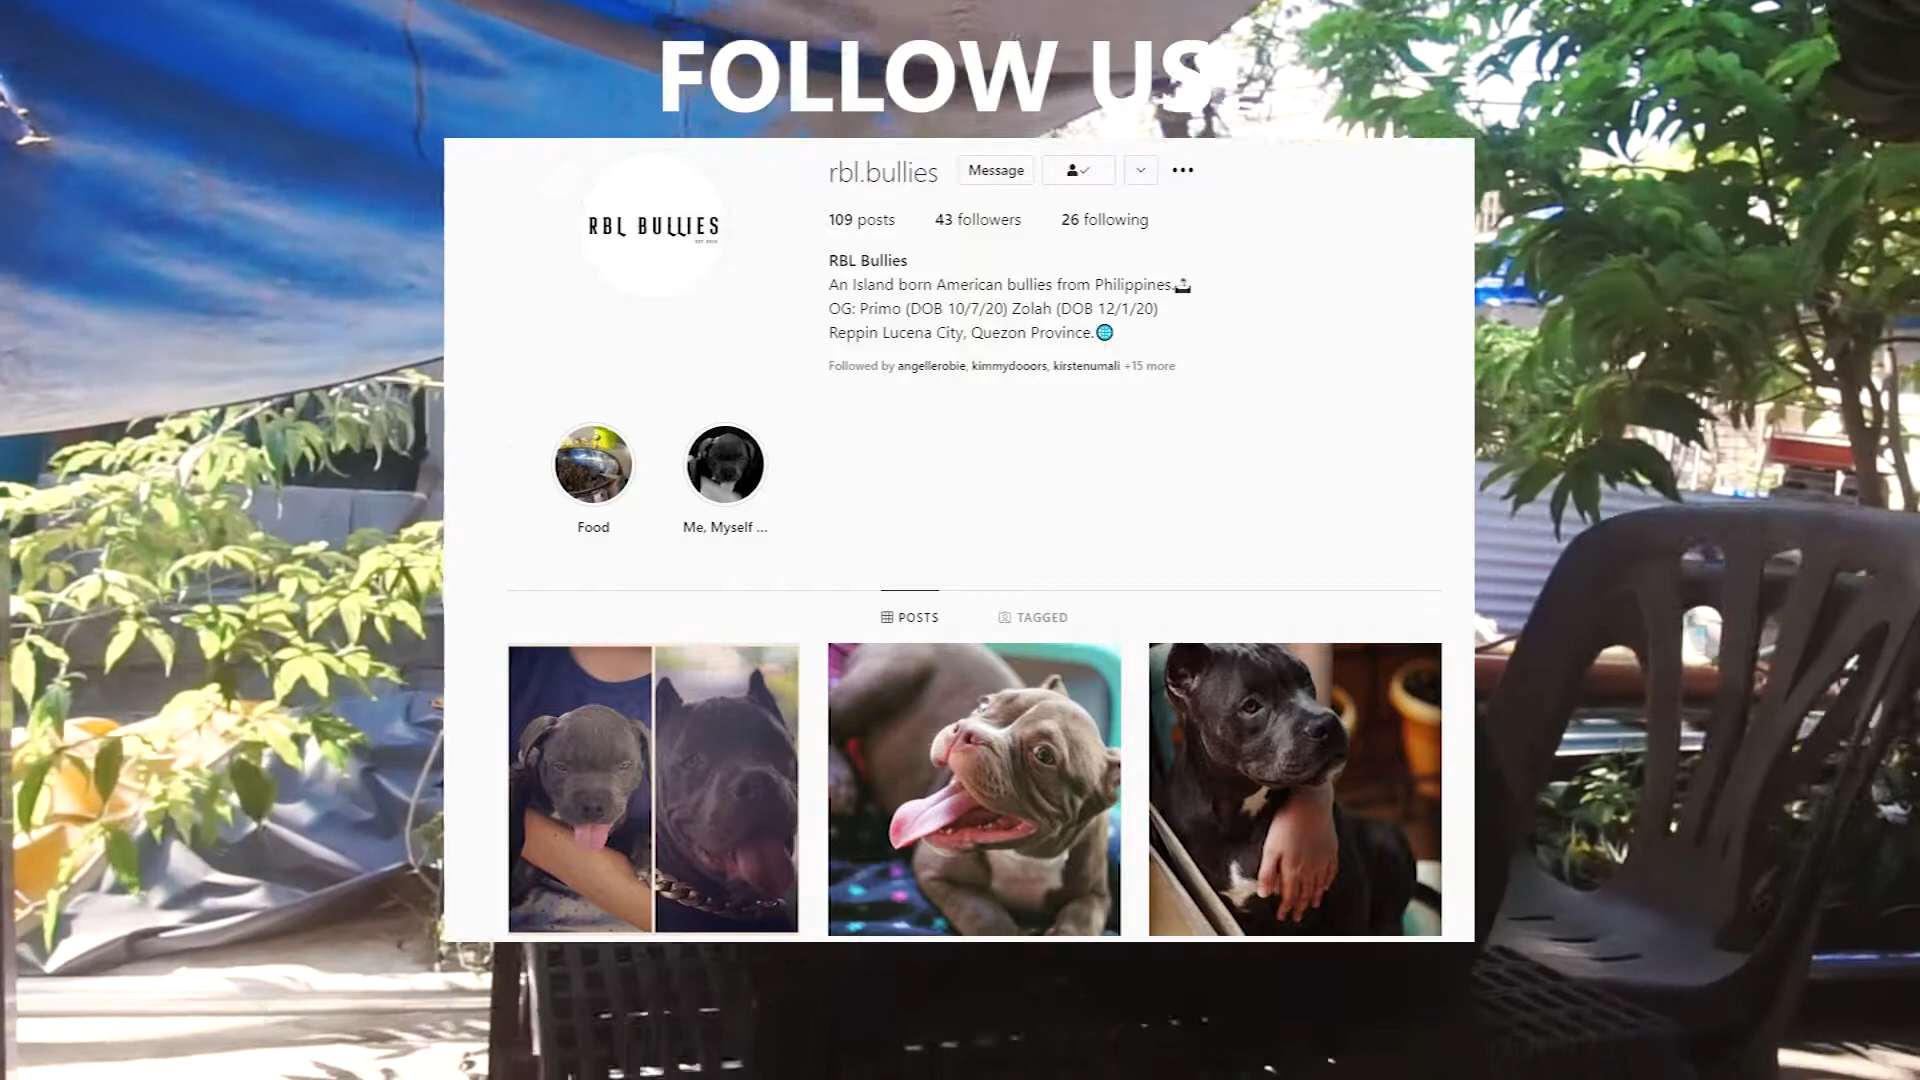 FOLLOW US
rbl.bullies Message
RBL BULLIES
109 posts 43 followers 26 following
RBL Bullies
An Island born American bullies from Philippines.
OG: Primo (DOB 10/7/20) Zolah (DOB 12/1/20)
Reppin Lucena City, Quezon Province.
Followed by angellerobie, kimmydooors, kirstenumali +15 more
Food Me, Myself ...
POSTS TAGGED